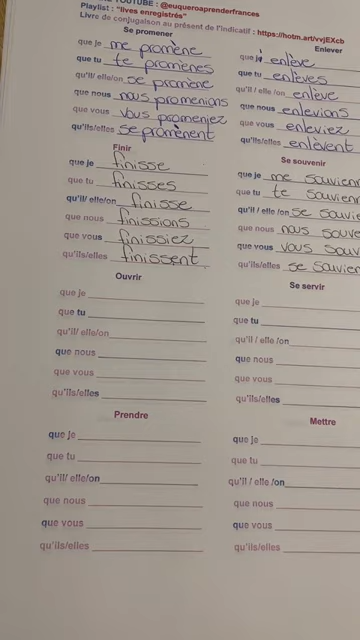 YOUTUBE : @euqueroaprenderfrances
Playlist : "lives enregistrés"
Livre de conjugaison au présent de l'indicatif : https://hotm.art/vvjEXcb
Se promener
que je me promène
que tu te promènes
qu'il/ elle/on se promène
que nous nous promenions
que vous vous promeniez
qu'ils/elles se promènent
Enlever
que j' enlève
que tu enlèves
qu'il / elle /on enlève
que nous enlevions
que vous enleviez
qu'ils/elles enlèvent
Finir
que je finisse
que tu finisses
qu'il/ elle/on finisse
que nous finissions
que vous finissiez
qu'ils/elles finissent
Se souvenir
que je me
que tu te
qu'il / elle /on se
que nous nous
que vous vous
qu'ils/elles se
Ouvrir
que je
que tu
qu'il/ elle/on
que nous
que vous
qu'ils/elles
Se servir
que je
que tu
qu'il / elle /on
que nous
que vous
qu'ils/elles
Prendre
que je
que tu
qu'il/ elle/on
que nous
que vous
qu'ils/elles
Mettre
que je
que tu
qu'il / elle /on
que nous
que vous
qu'ils/elles